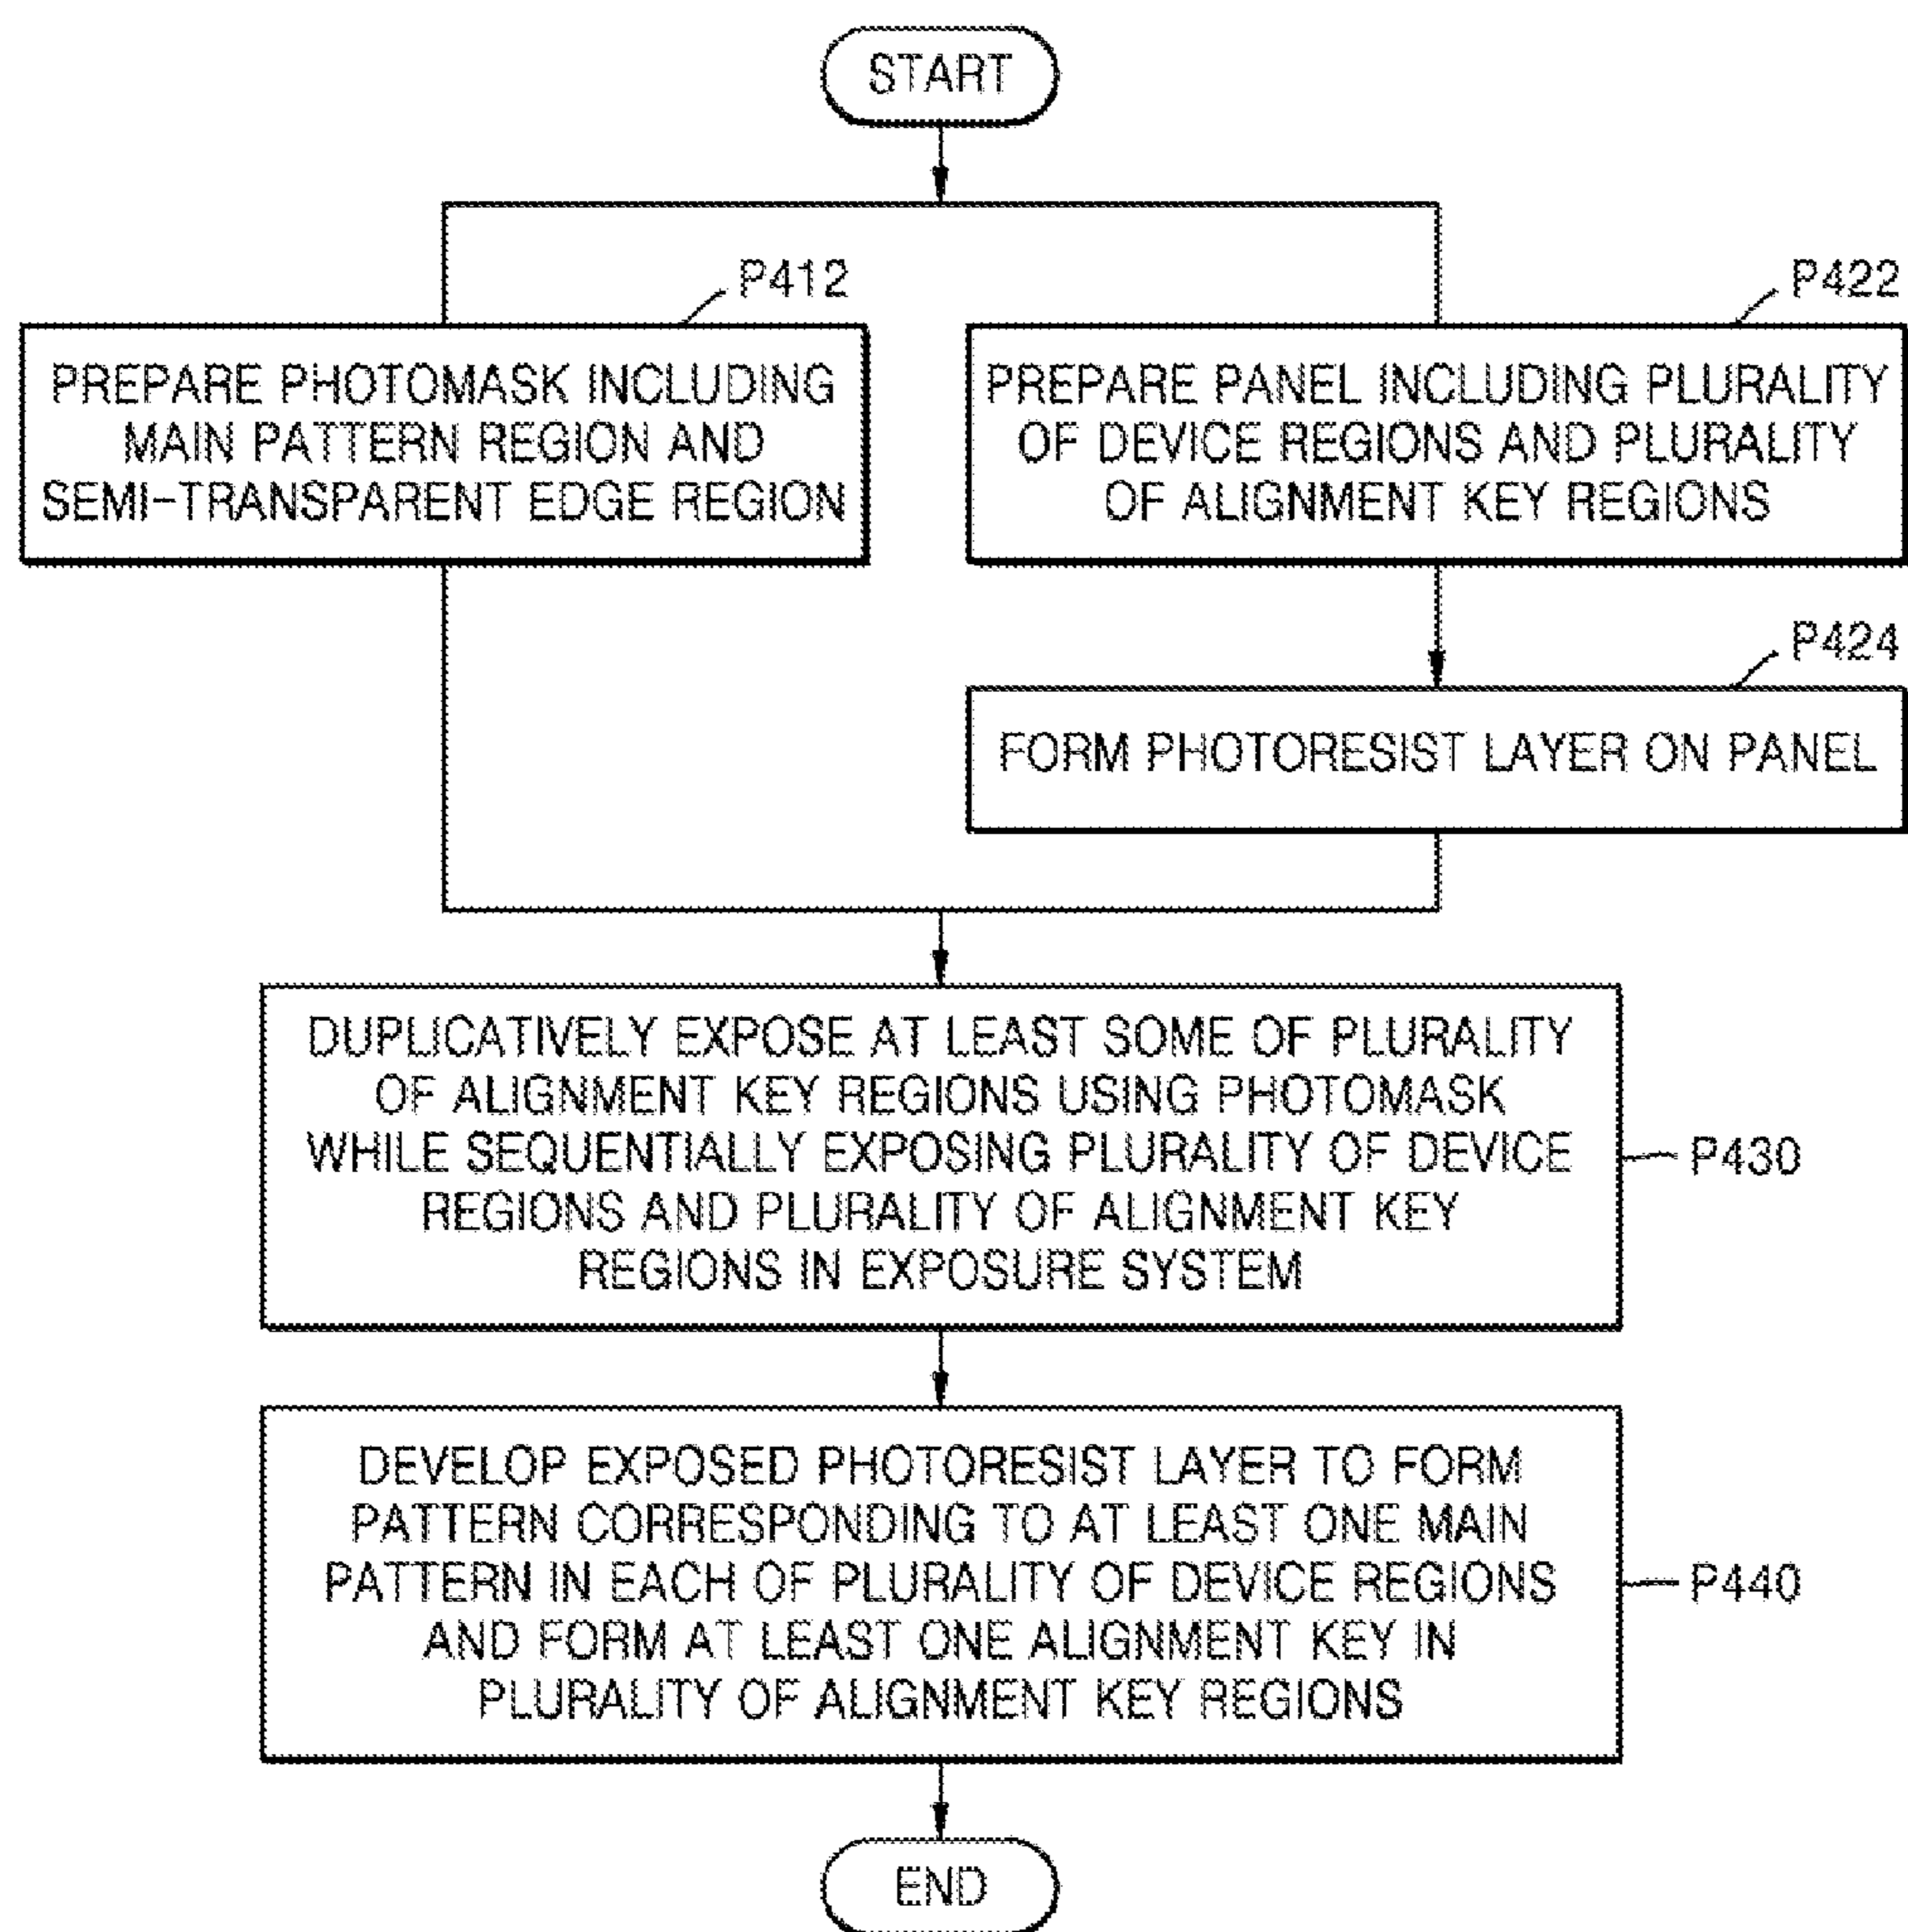 START
P412
PREPARE PHOTOMASK INCLUDING
MAIN PATTERN REGION AND
SEMI-TRANSPARENT EDGE REGION
P422
PREPARE PANEL INCLUDING PLURALITY
OF DEVICE REGIONS AND PLURALITY
OF ALIGNMENT KEY REGIONS
P424
FORM PHOTORESIST LAYER ON PANEL
DUPLICATIVELY EXPOSE AT LEAST SOME OF PLURALITY
OF ALIGNMENT KEY REGIONS USING PHOTOMASK
WHILE SEQUENTIALLY EXPOSING PLURALITY OF DEVICE
REGIONS AND PLURALITY OF ALIGNMENT KEY
REGIONS IN EXPOSURE SYSTEM
P430
DEVELOP EXPOSED PHOTORESIST LAYER TO FORM
PATTERN CORRESPONDING TO AT LEAST ONE MAIN
PATTERN IN EACH OF PLURALITY OF DEVICE REGIONS
AND FORM AT LEAST ONE ALIGNMENT KEY IN
PLURALITY OF ALIGNMENT KEY REGIONS
P440
END